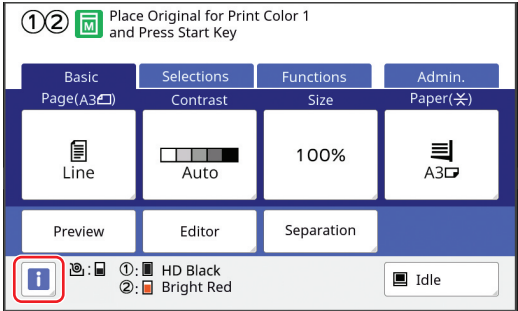 ①② M Place Original for Print Color 1
and Press Start Key
Basic Selections Functions Admin.
Page(A3) Contrast Size Paper()
Line Auto 100% A3
Preview Editor Separation
i : ①: HD Black
②: Bright Red
Idle